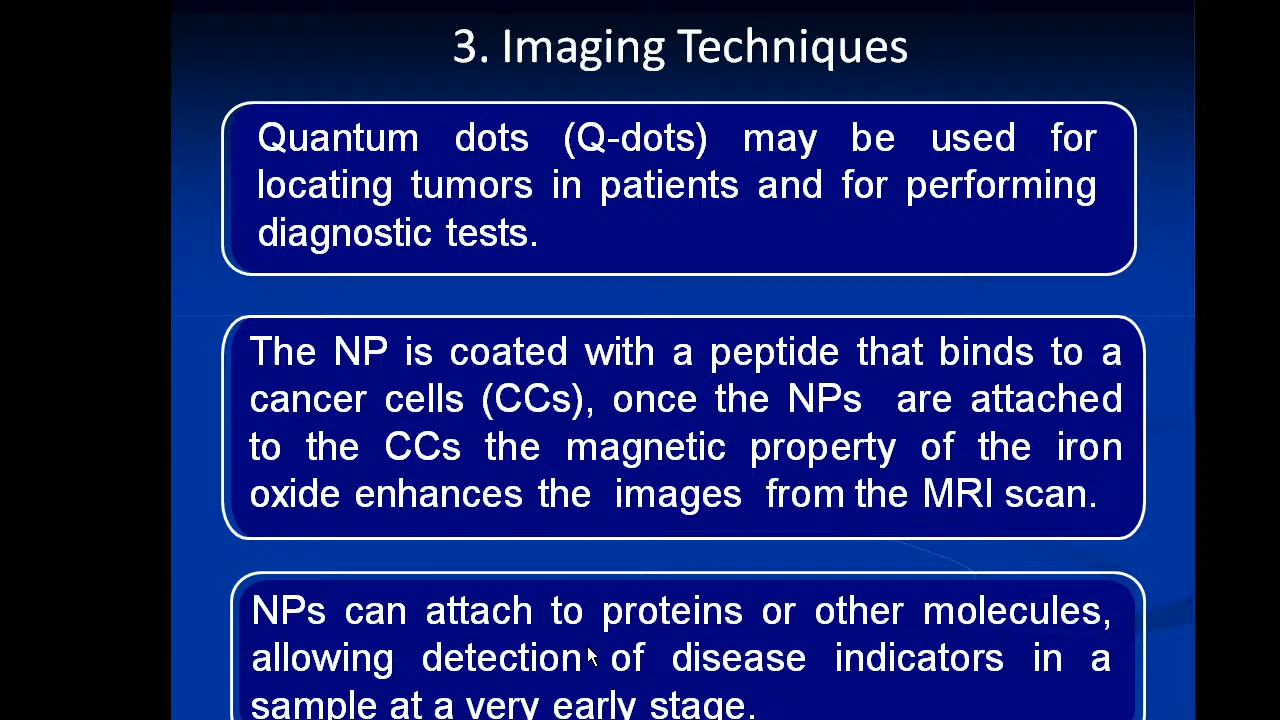 3. Imaging Techniques
Quantum dots (Q-dots) may be used for
locating tumors in patients and for performing
diagnostic tests.
The NP is coated with a peptide that binds to a
cancer cells (CCs), once the NPs are attached
to the CCs the magnetic property of the iron
oxide enhances the images from the MRI scan.
NPs can attach to proteins or other molecules,
allowing detection of disease indicators in a
sample at a very early stage.